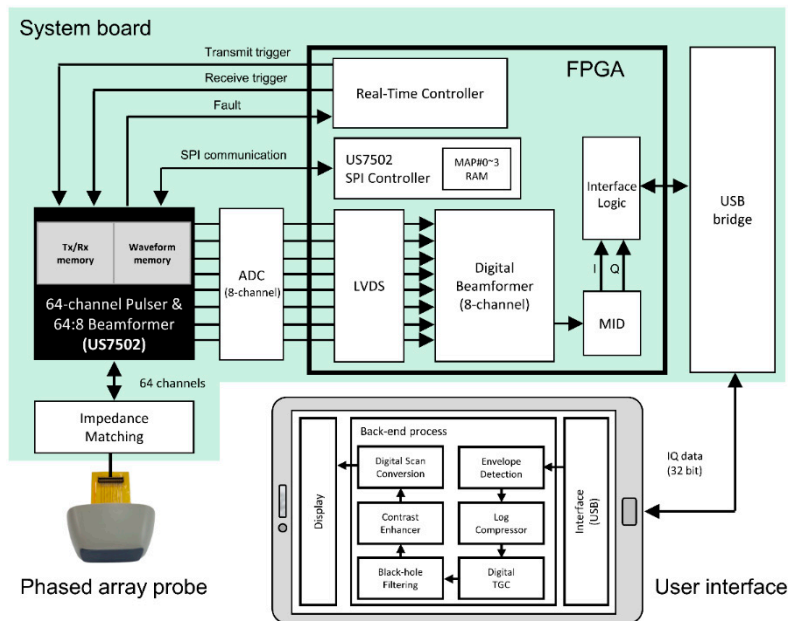 System board
Transmit trigger
Receive trigger
Fault
SPI communication
FPGA
Real-Time Controller
US7502
SPI Controller
MAP#0~3
RAM
Interface
Logic
USB
bridge
Tx/Rx
memory
Waveform
memory
64-channel Pulser &
64:8 Beamformer
(US7502)
ADC
(8-channel)
LVDS
Digital
Beamformer
(8-channel)
I
Q
MID
64 channels
Impedance
Matching
Phased array probe
Display
Back-end process
Digital Scan
Conversion
Envelope
Detection
Contrast
Enhancer
Log
Compressor
Black-hole
Filtering
Digital
TGC
Interface
(USB)
IQ data
(32 bit)
User interface